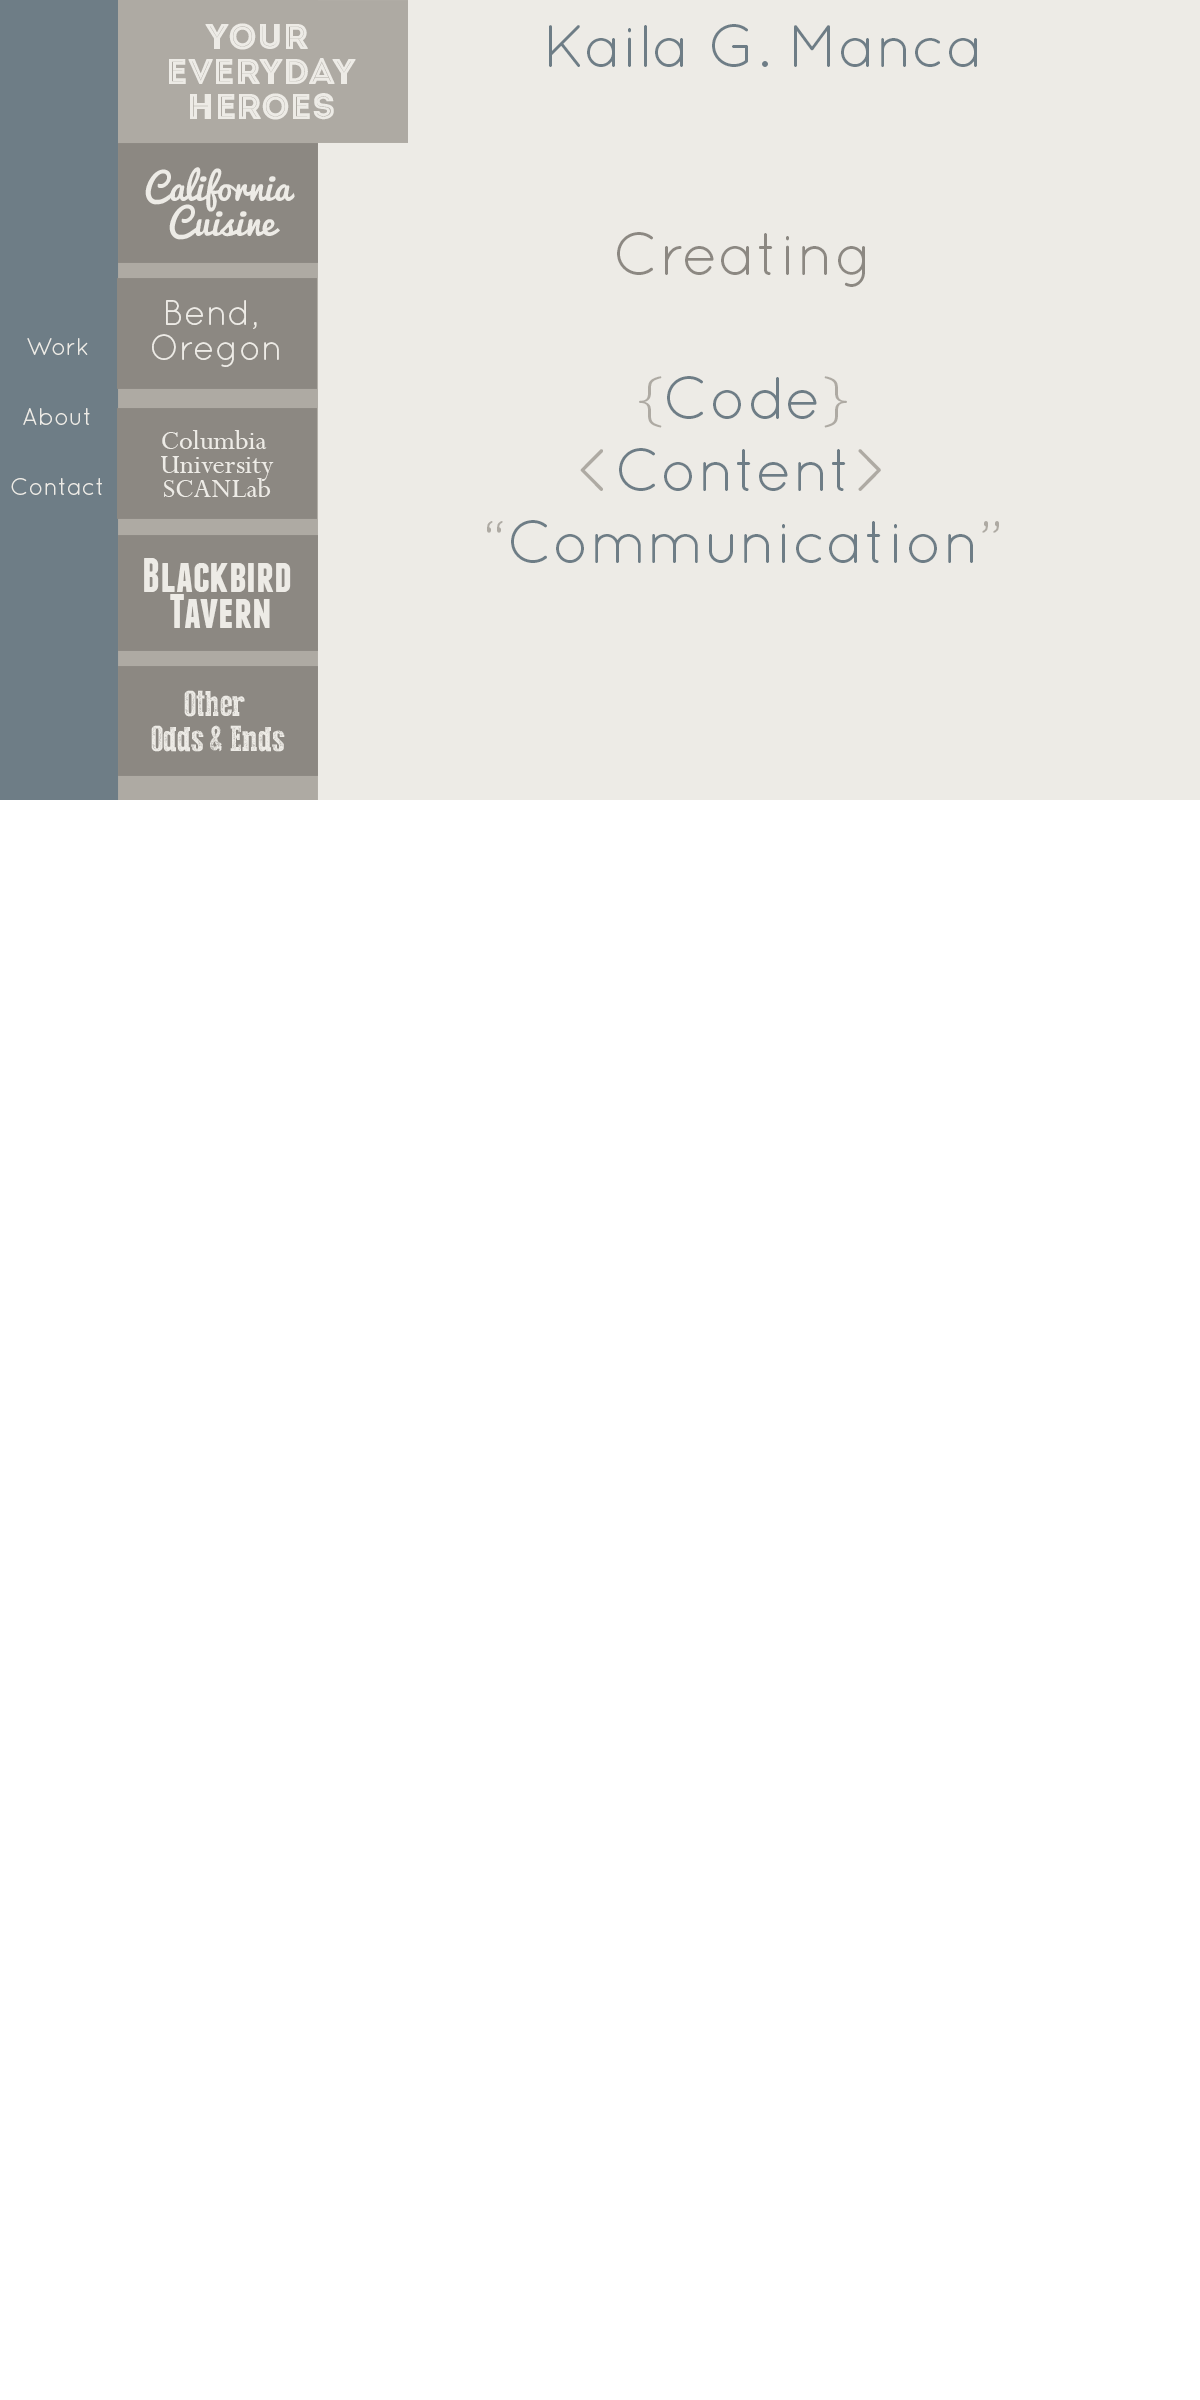 Work
About
Contact
YOUR
EVERYDAY
HEROES
California
Cuisine
Bend,
Oregon
Columbia
University
SCANLab
BLACKBIRD
TAVERN
Other
Odds & Ends
Kaila G. Manca
Creating
{Code}
<Content>
“Communication”